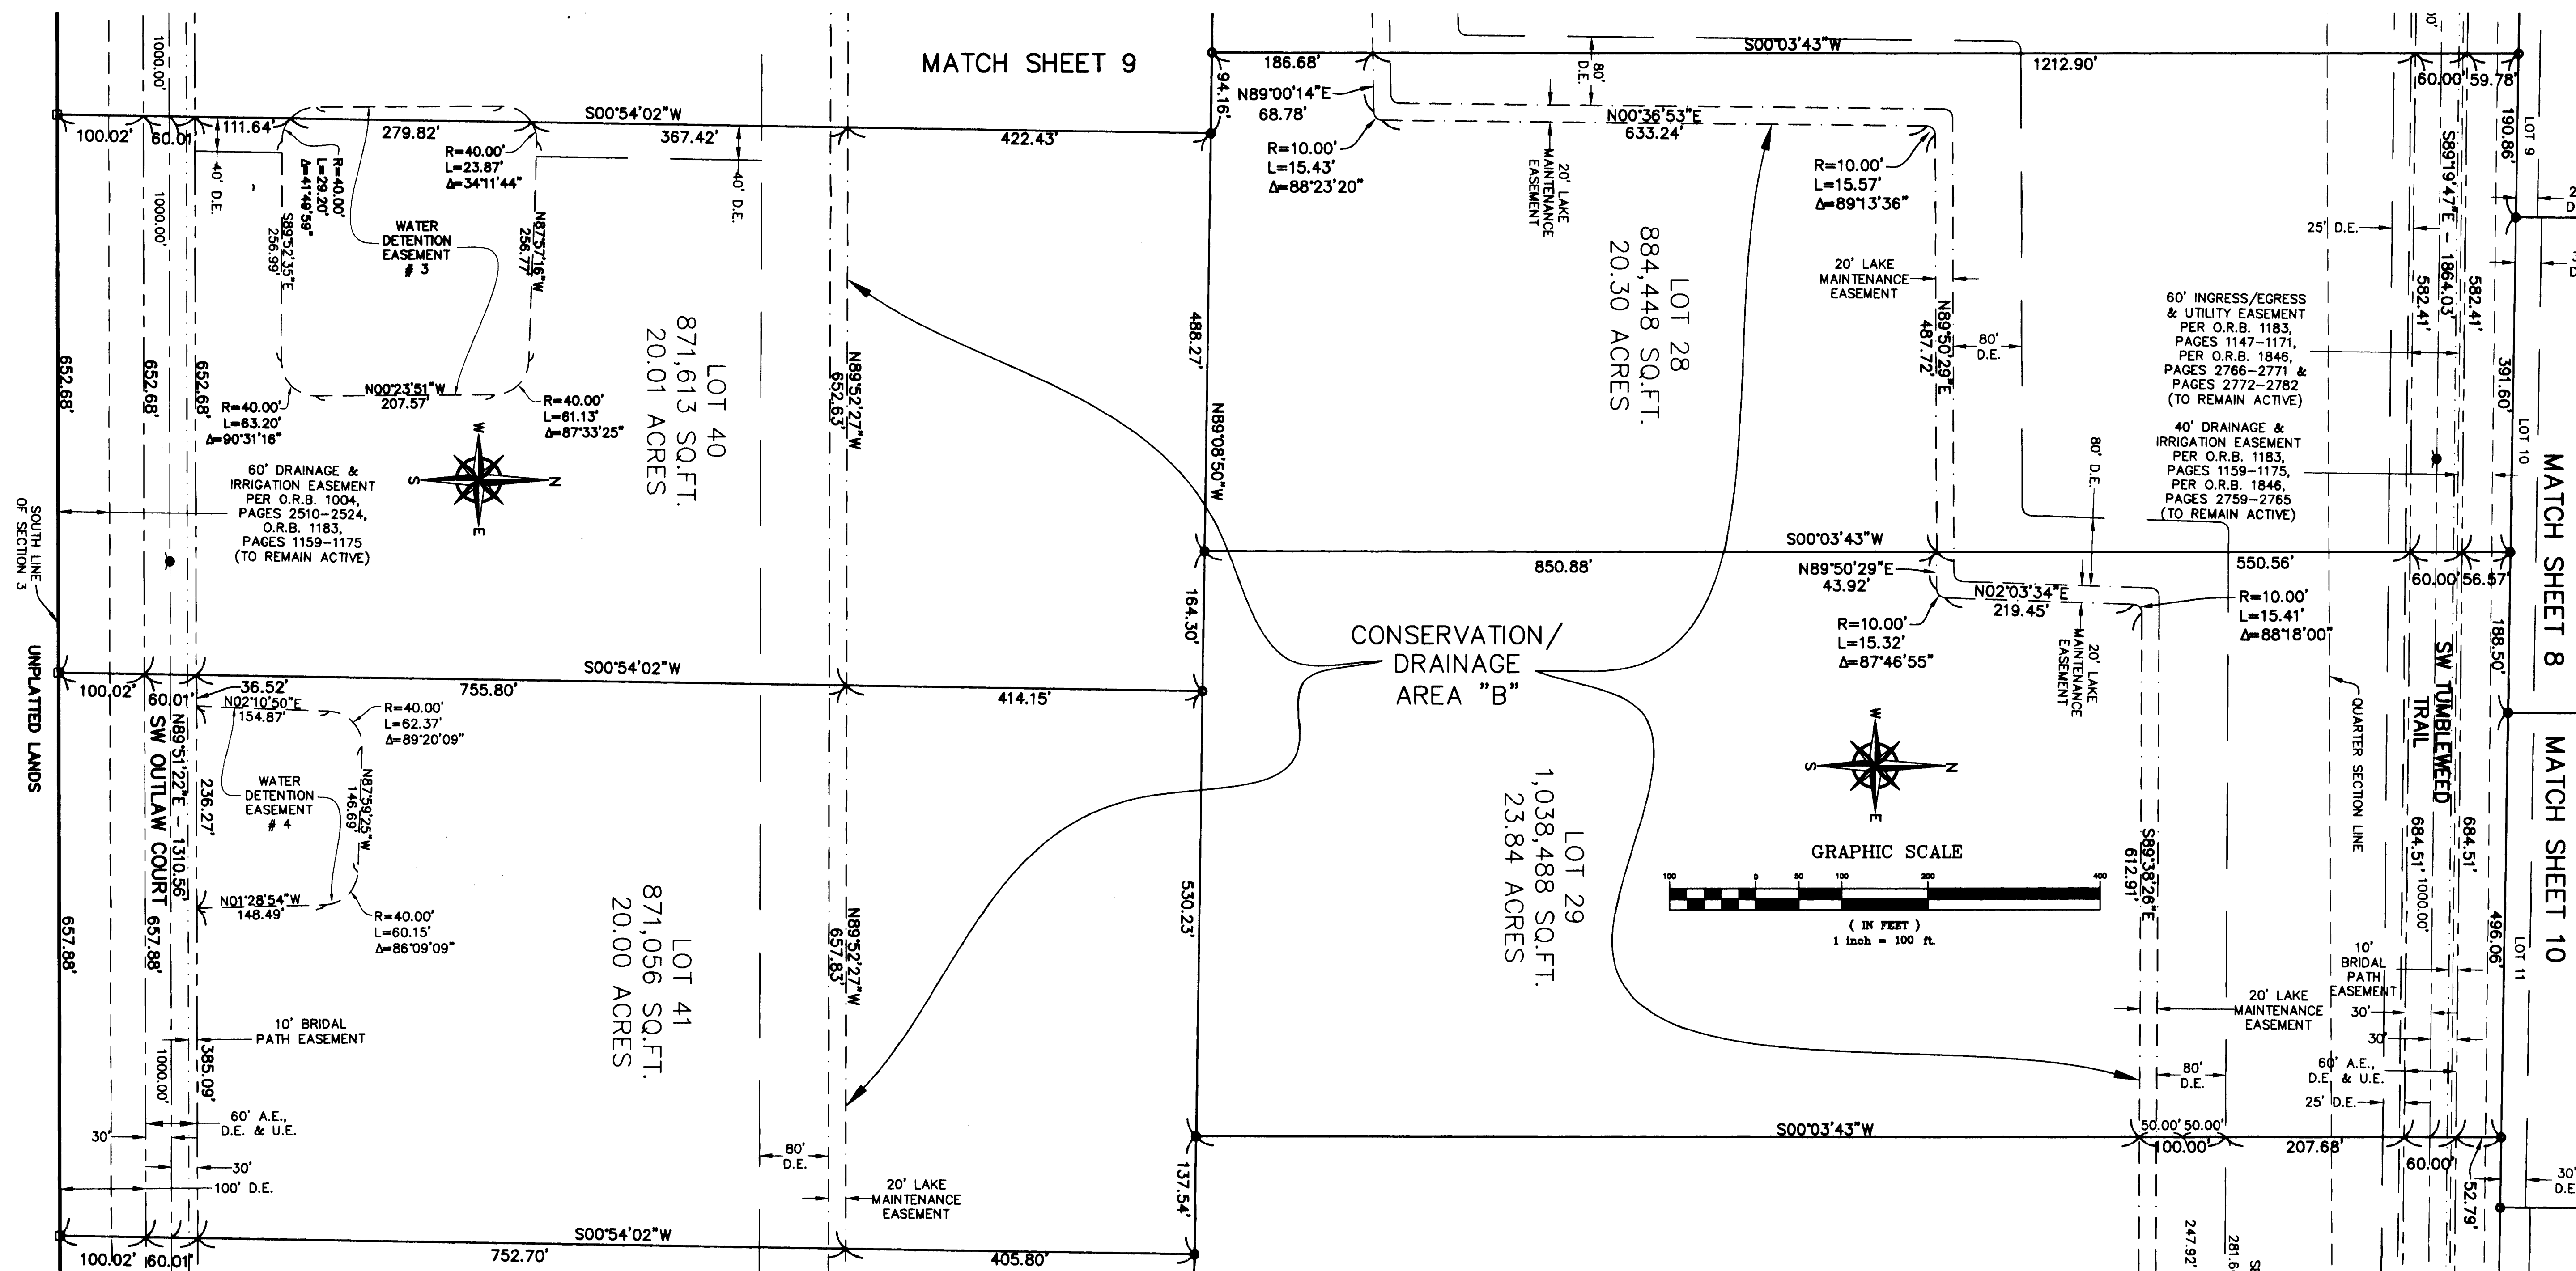 MATCH SHEET 9
S00°54'02"W
100.02'
60.01'
111.64'
279.82'
367.42'
422.43'
1000.00'
1000.00'
40' D.E.
R=40.00'
L=29.20'
Δ=41°49'59"
R=40.00'
L=23.87'
Δ=34°11'44"
40' D.E.
S89°52'35"E
256.99'
WATER
DETENTION
EASEMENT
# 3
N87°57'16"W
256.77'
N00°23'51"W
207.57'
R=40.00'
L=63.20'
Δ=90°31'16"
R=40.00'
L=61.13'
Δ=87°33'25"
652.68'
652.68'
652.68'
LOT 40
871,613 SQ.FT.
20.01 ACRES
N89°52'27"W
652.63'
W
S
N
E
60' DRAINAGE &
IRRIGATION EASEMENT
PER O.R.B. 1004,
PAGES 2510-2524,
O.R.B. 1183,
PAGES 1159-1175
(TO REMAIN ACTIVE)
SOUTH LINE
OF SECTION 3
UNPLATTED LANDS
S00°54'02"W
100.02'
60.01'
36.52'
755.80'
414.15'
N02°10'50"E
154.87'
R=40.00'
L=62.37'
Δ=89°20'09"
WATER
DETENTION
EASEMENT
# 4
N87°59'25"W
146.69'
N01°28'54"W
148.49'
R=40.00'
L=60.15'
Δ=86°09'09"
N89°51'22"E - 1310.56'
SW OUTLAW COURT
236.27'
657.88'
657.88'
385.09'
1000.00'
10' BRIDAL
PATH EASEMENT
60' A.E.,
D.E. & U.E.
30'
30'
100' D.E.
LOT 41
871,056 SQ.FT.
20.00 ACRES
N89°52'27"W
657.83'
80'
D.E.
20' LAKE
MAINTENANCE
EASEMENT
S00°54'02"W
100.02'
60.01'
752.70'
405.80'
94.16'
488.27'
N89°08'50"W
164.30'
530.23'
137.54'
S00°03'43"W
186.68'
1212.90'
60.00'
59.78'
N89°00'14"E
68.78'
R=10.00'
L=15.43'
Δ=88°23'20"
80'
D.E.
N00°36'53"E
633.24'
20' LAKE
MAINTENANCE
EASEMENT
R=10.00'
L=15.57'
Δ=89°13'36"
LOT 28
884,448 SQ.FT.
20.30 ACRES
20' LAKE
MAINTENANCE
EASEMENT
N89°50'29"E
487.72'
80'
D.E.
25' D.E.
60' INGRESS/EGRESS
& UTILITY EASEMENT
PER O.R.B. 1183,
PAGES 1147-1171,
PER O.R.B. 1846,
PAGES 2766-2771 &
PAGES 2772-2782
(TO REMAIN ACTIVE)
40' DRAINAGE &
IRRIGATION EASEMENT
PER O.R.B. 1183,
PAGES 1159-1175,
PER O.R.B. 1846,
PAGES 2759-2765
(TO REMAIN ACTIVE)
S89°19'47"E - 1864.03'
582.41'
582.41'
190.86'
391.60'
LOT 9
LOT 10
MATCH SHEET 8
S00°03'43"W
850.88'
550.56'
60.00'
56.57'
80' D.E.
N89°50'29"E
43.92'
R=10.00'
L=15.32'
Δ=87°46'55"
N02°03'34"E
219.45'
R=10.00'
L=15.41'
Δ=88°18'00"
20' LAKE
MAINTENANCE
EASEMENT
CONSERVATION/
DRAINAGE
AREA "B"
W
S
N
E
GRAPHIC SCALE
100
0
50
100
200
400
( IN FEET )
1 inch = 100 ft.
LOT 29
1,038,488 SQ.FT.
23.84 ACRES
S89°38'26"E
612.91'
QUARTER SECTION LINE
SW TUMBLEWEED
TRAIL
188.50'
684.51'
684.51'
1000.00'
496.06'
LOT 11
MATCH SHEET 10
10'
BRIDAL
PATH
EASEMENT
30'
30'
20' LAKE
MAINTENANCE
EASEMENT
60' A.E.,
D.E. & U.E.
25' D.E.
80'
D.E.
S00°03'43"W
50.00'
50.00'
100.00'
207.68'
60.00'
52.79'
30'
D.E.
247.92'